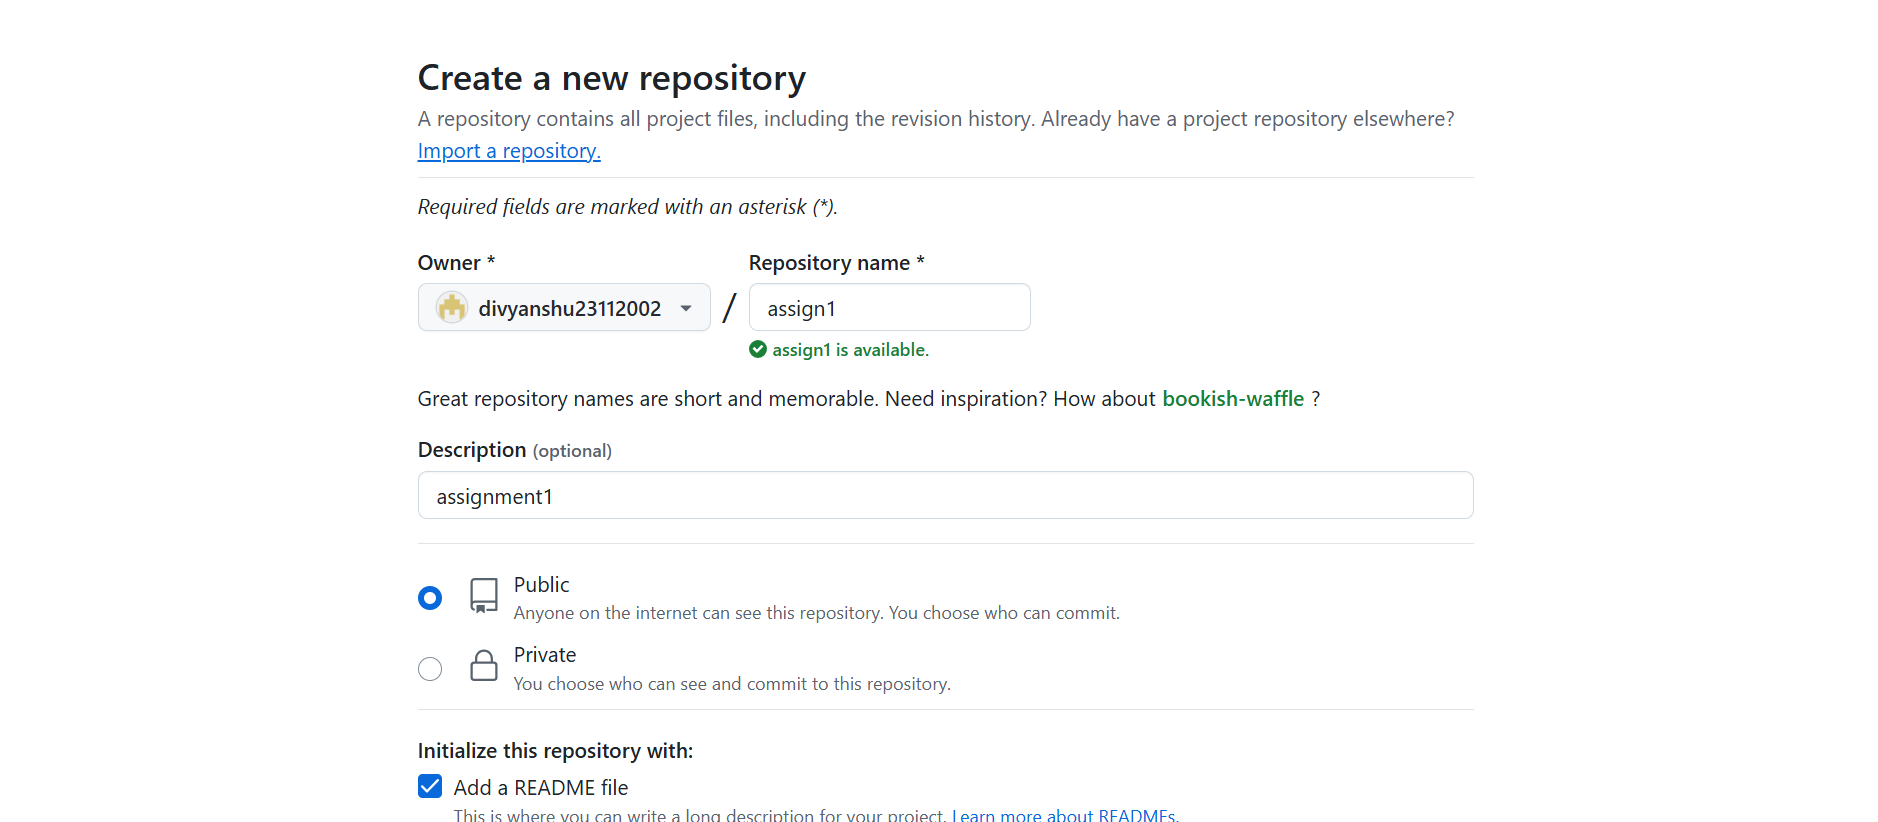 Create a new repository
A repository contains all project files, including the revision history. Already have a project repository elsewhere?
Import a repository.
Required fields are marked with an asterisk (*).
Owner *
Repository name *
divyanshu23112002
/
assign1
assign1 is available.
Great repository names are short and memorable. Need inspiration? How about bookish-waffle ?
Description (optional)
assignment1
Public
Anyone on the internet can see this repository. You choose who can commit.
Private
You choose who can see and commit to this repository.
Initialize this repository with:
Add a README file
This is where you can write a long description for your project. Learn more about READMEs.